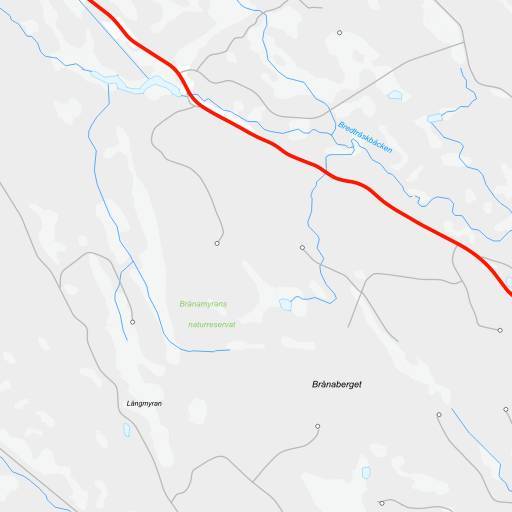 Bredträskbäcken
Brånamyrans
naturreservat
Brånaberget
Långmyran